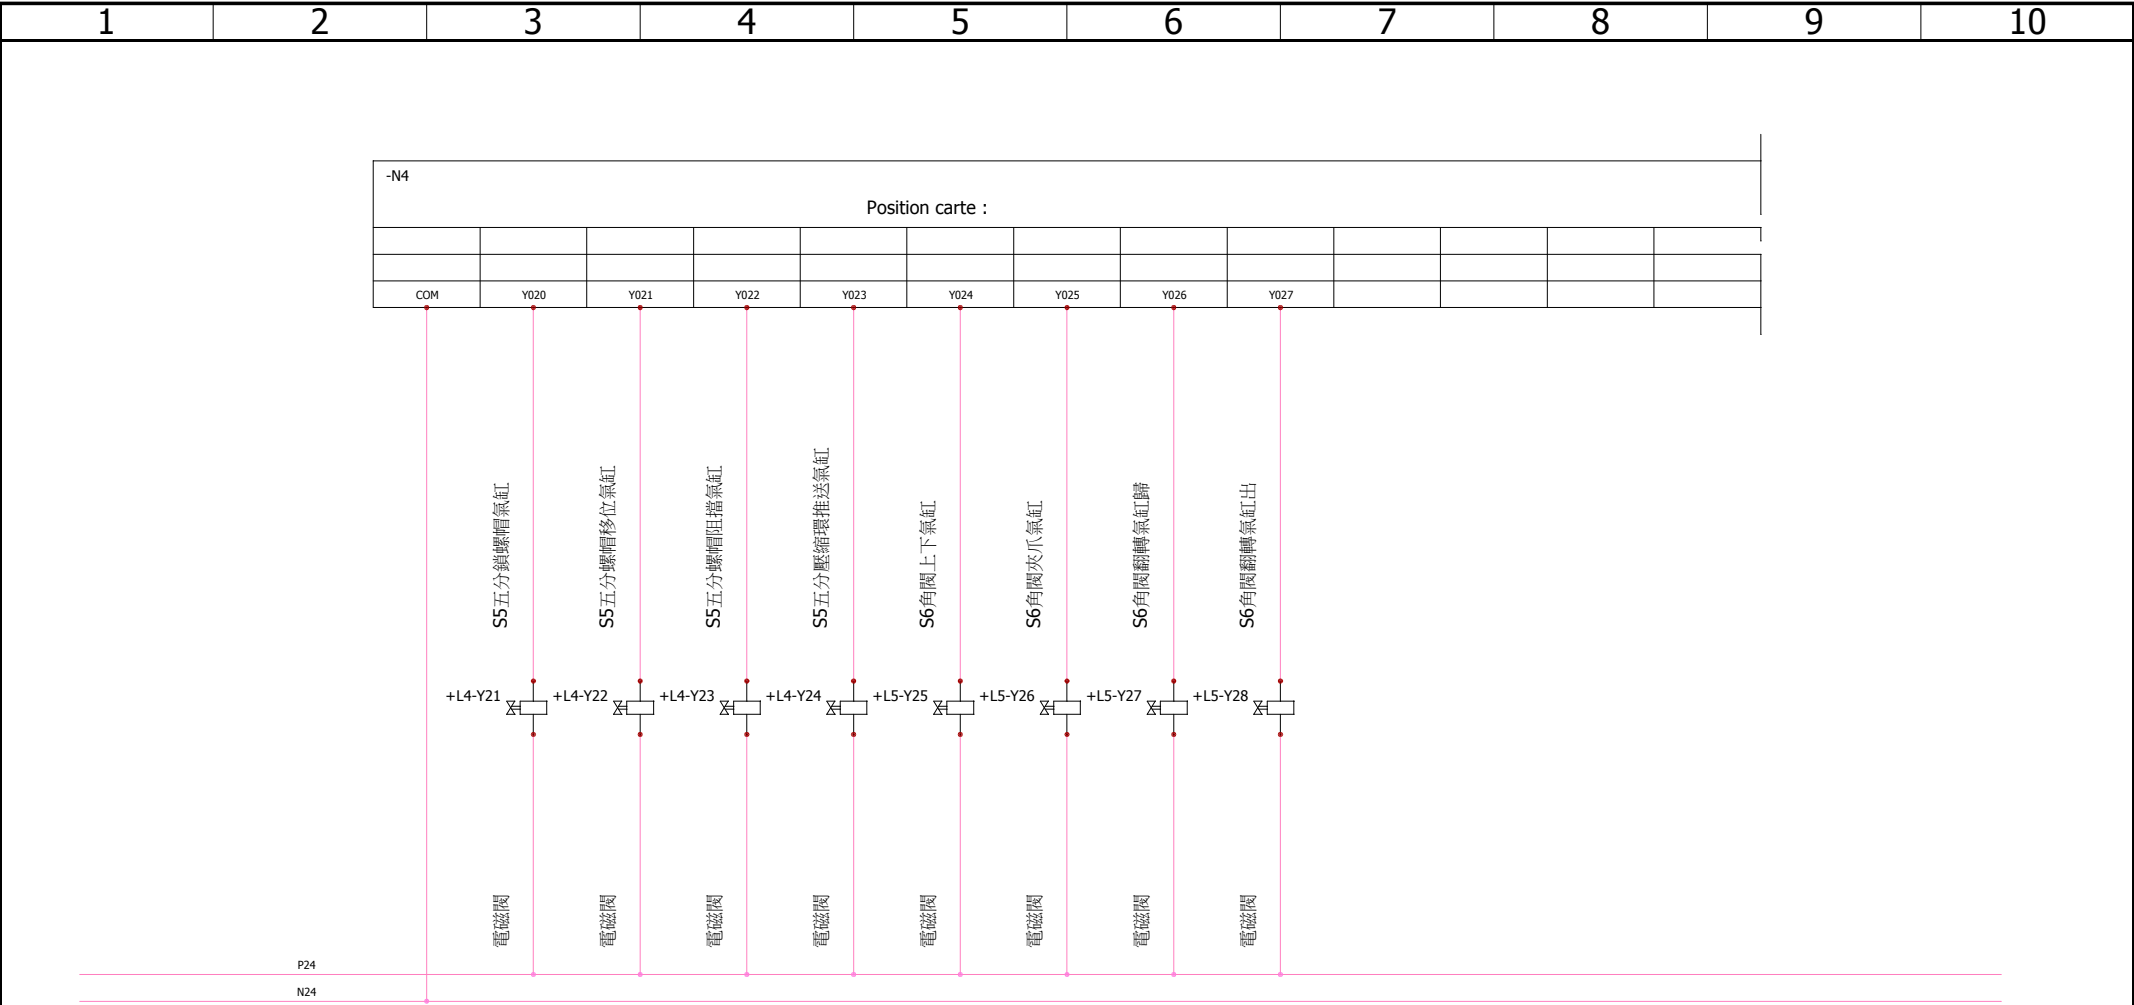 1 2 3 4 5 6 7 8 9 10
-N4
Position carte :
COM Y020 Y021 Y022 Y023 Y024 Y025 Y026 Y027
S5五分鎖螺帽氣缸
S5五分螺帽移位氣缸
S5五分螺帽阻擋氣缸
S5五分壓縮環推送氣缸
S6角閥上下氣缸
S6角閥夾爪氣缸
S6角閥翻轉氣缸歸
S6角閥翻轉氣缸出
+L4-Y21 +L4-Y22 +L4-Y23 +L4-Y24 +L5-Y25 +L5-Y26 +L5-Y27 +L5-Y28
電磁閥
電磁閥
電磁閥
電磁閥
電磁閥
電磁閥
電磁閥
電磁閥
P24
N24